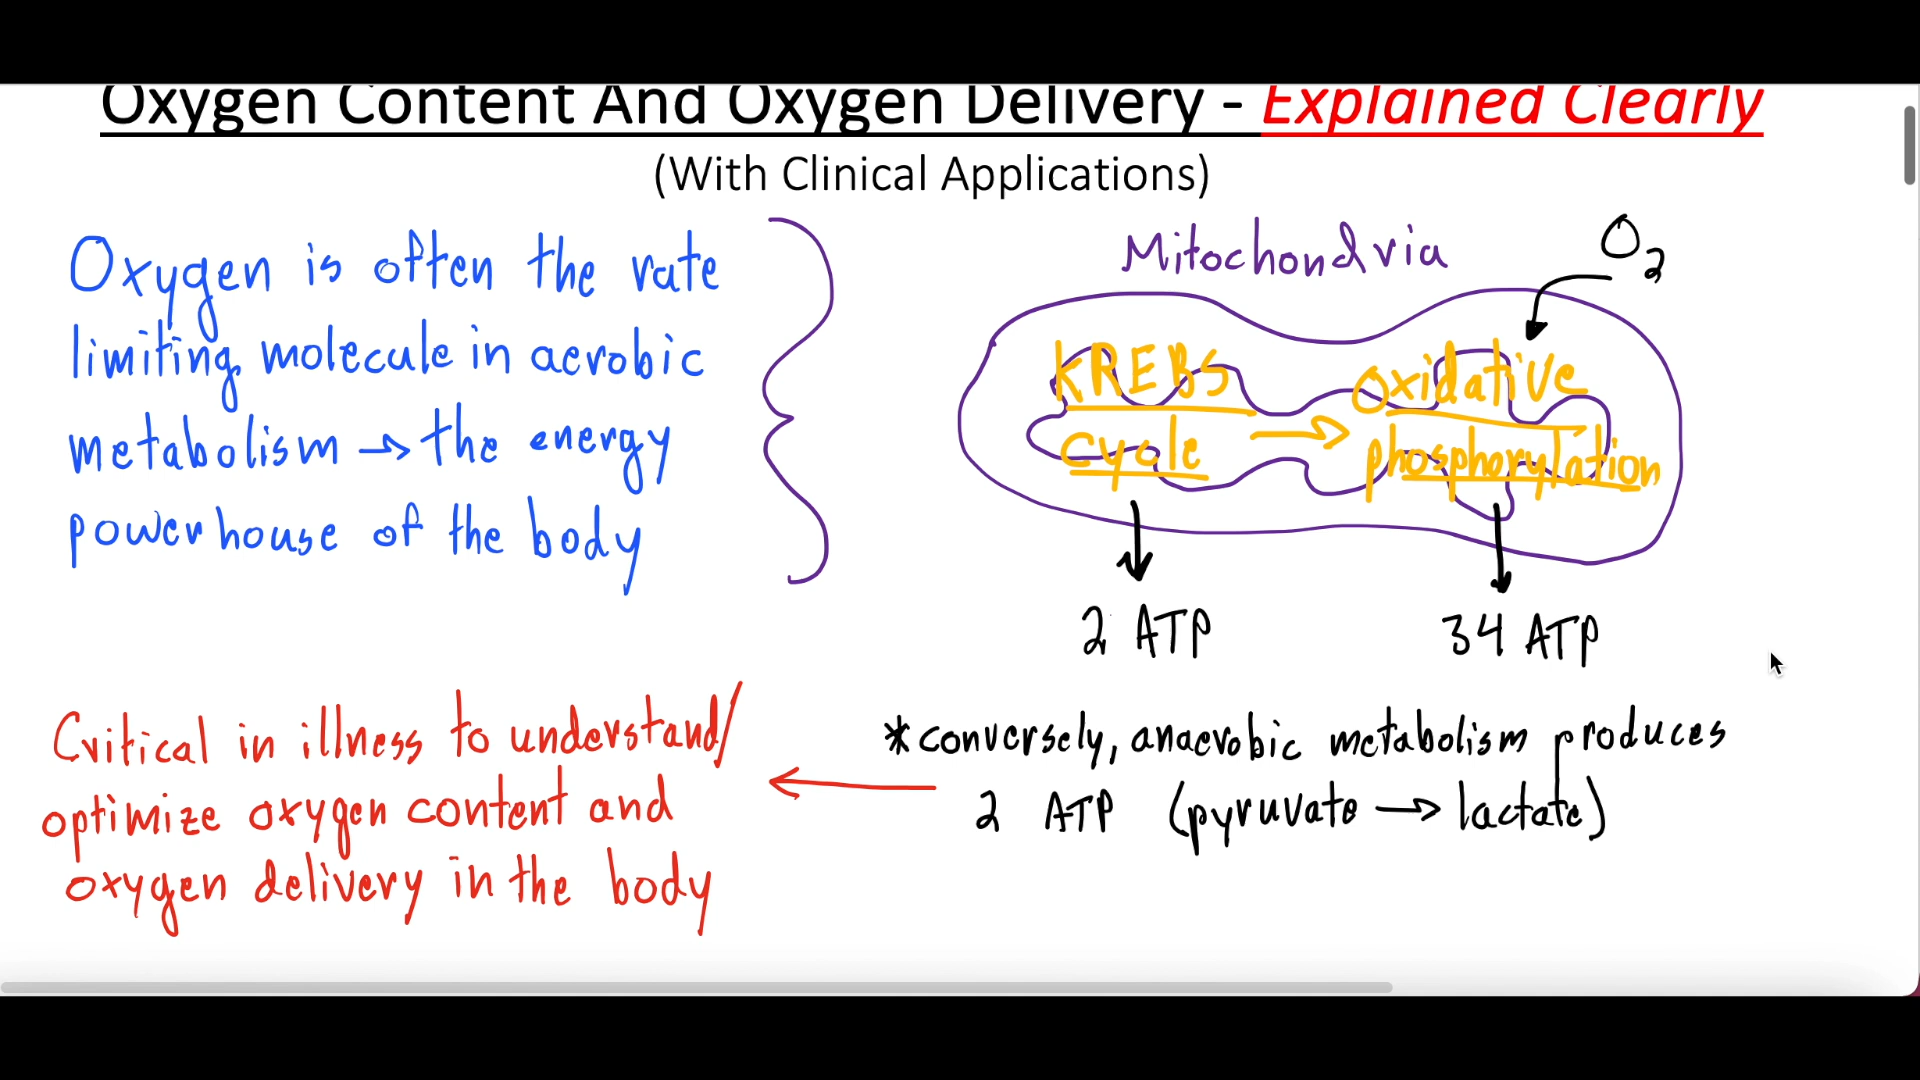 Oxygen Content And Oxygen Delivery - Explained Clearly
(With Clinical Applications)
Oxygen is often the rate
limiting molecule in aerobic
metabolism → the energy
powerhouse of the body
Mitochondria
O2
KREBS
cycle
→
oxidative
phosphorylation
2 ATP
34 ATP
Critical in illness to understand/
optimize oxygen content and
oxygen delivery in the body
*conversely, anaerobic metabolism produces
2 ATP (pyruvate → lactate)